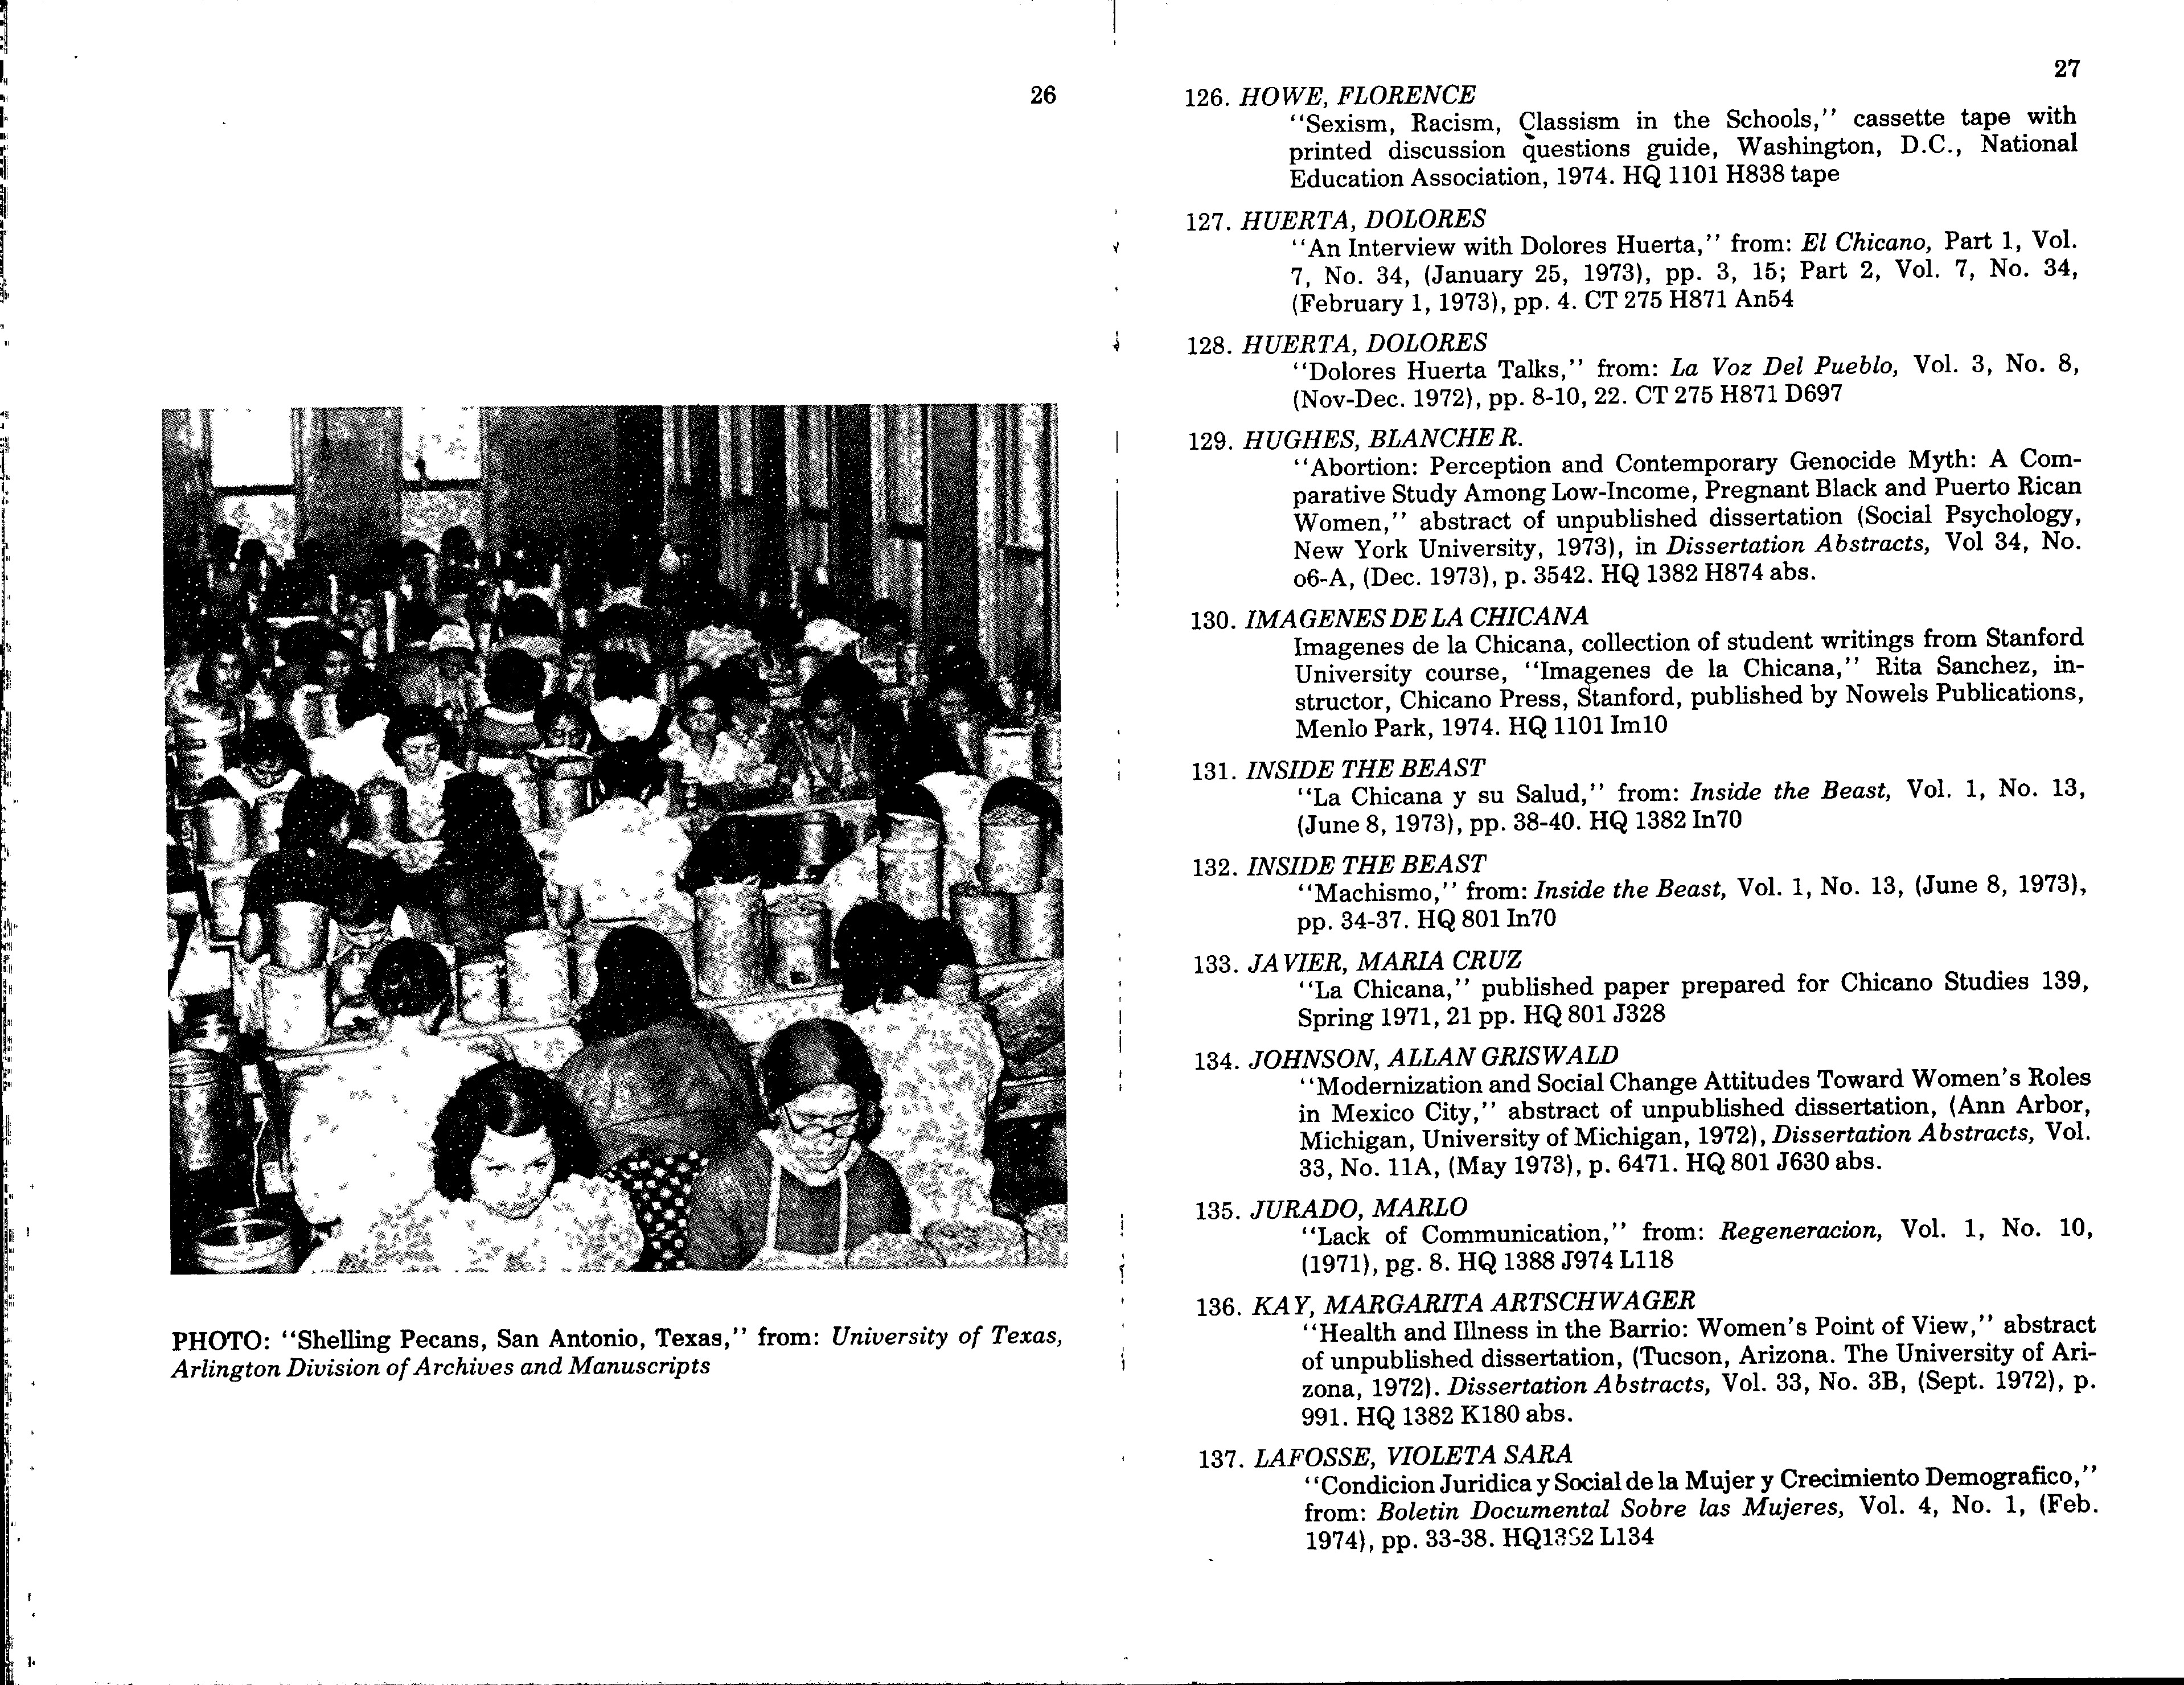 26
PHOTO: “Shelling Pecans, San Antonio, Texas,” from: University of Texas,
Arlington Division of Archives and Manuscripts
27
126. HOWE, FLORENCE
“Sexism, Racism, Classism in the Schools,” cassette tape with
printed discussion questions guide, Washington, D.C., National
Education Association, 1974. HQ 1101 H838 tape
127. HUERTA, DOLORES
“An Interview with Dolores Huerta,” from: El Chicano, Part 1, Vol.
7, No. 34, (January 25, 1973), pp. 3, 15; Part 2, Vol. 7, No. 34,
(February 1, 1973), pp. 4. CT 275 H871 An54
128. HUERTA, DOLORES
“Dolores Huerta Talks,” from: La Voz Del Pueblo, Vol. 3, No. 8,
(Nov-Dec. 1972), pp. 8-10, 22. CT 275 H871 D697
129. HUGHES, BLANCHE R.
“Abortion: Perception and Contemporary Genocide Myth: A Com-
parative Study Among Low-Income, Pregnant Black and Puerto Rican
Women,” abstract of unpublished dissertation (Social Psychology,
New York University, 1973), in Dissertation Abstracts, Vol 34, No.
o6-A, (Dec. 1973), p. 3542. HQ 1382 H874 abs.
130. IMAGENES DE LA CHICANA
Imagenes de la Chicana, collection of student writings from Stanford
University course, “Imagenes de la Chicana,” Rita Sanchez, in-
structor, Chicano Press, Stanford, published by Nowels Publications,
Menlo Park, 1974. HQ 1101 Im10
131. INSIDE THE BEAST
“La Chicana y su Salud,” from: Inside the Beast, Vol. 1, No. 13,
(June 8, 1973), pp. 38-40. HQ 1382 In70
132. INSIDE THE BEAST
“Machismo,” from: Inside the Beast, Vol. 1, No. 13, (June 8, 1973),
pp. 34-37. HQ 801 In70
133. JAVIER, MARIA CRUZ
“La Chicana,” published paper prepared for Chicano Studies 139,
Spring 1971, 21 pp. HQ 801 J328
134. JOHNSON, ALLAN GRISWALD
“Modernization and Social Change Attitudes Toward Women’s Roles
in Mexico City,” abstract of unpublished dissertation, (Ann Arbor,
Michigan, University of Michigan, 1972), Dissertation Abstracts, Vol.
33, No. 11A, (May 1973), p. 6471. HQ 801 J630 abs.
135. JURADO, MARLO
“Lack of Communication,” from: Regeneracion, Vol. 1, No. 10,
(1971), pg. 8. HQ 1388 J974 L118
136. KAY, MARGARITA ARTSCHWAGER
“Health and Illness in the Barrio: Women’s Point of View,” abstract
of unpublished dissertation, (Tucson, Arizona. The University of Ari-
zona, 1972). Dissertation Abstracts, Vol. 33, No. 3B, (Sept. 1972), p.
991. HQ 1382 K180 abs.
137. LAFOSSE, VIOLETA SARA
“Condicion Juridica y Social de la Mujer y Crecimiento Demografico,”
from: Boletin Documental Sobre las Mujeres, Vol. 4, No. 1, (Feb.
1974), pp. 33-38. L134